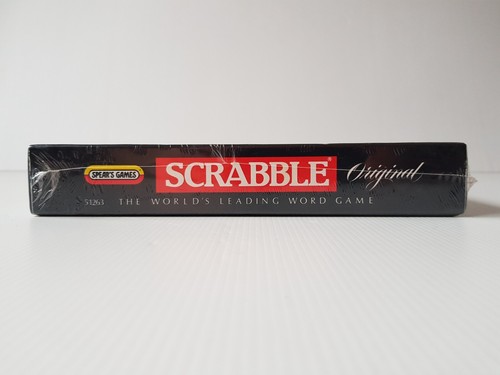 SPEAR'S GAMES SCRABBLE® Original
51263 THE WORLD'S LEADING WORD GAME